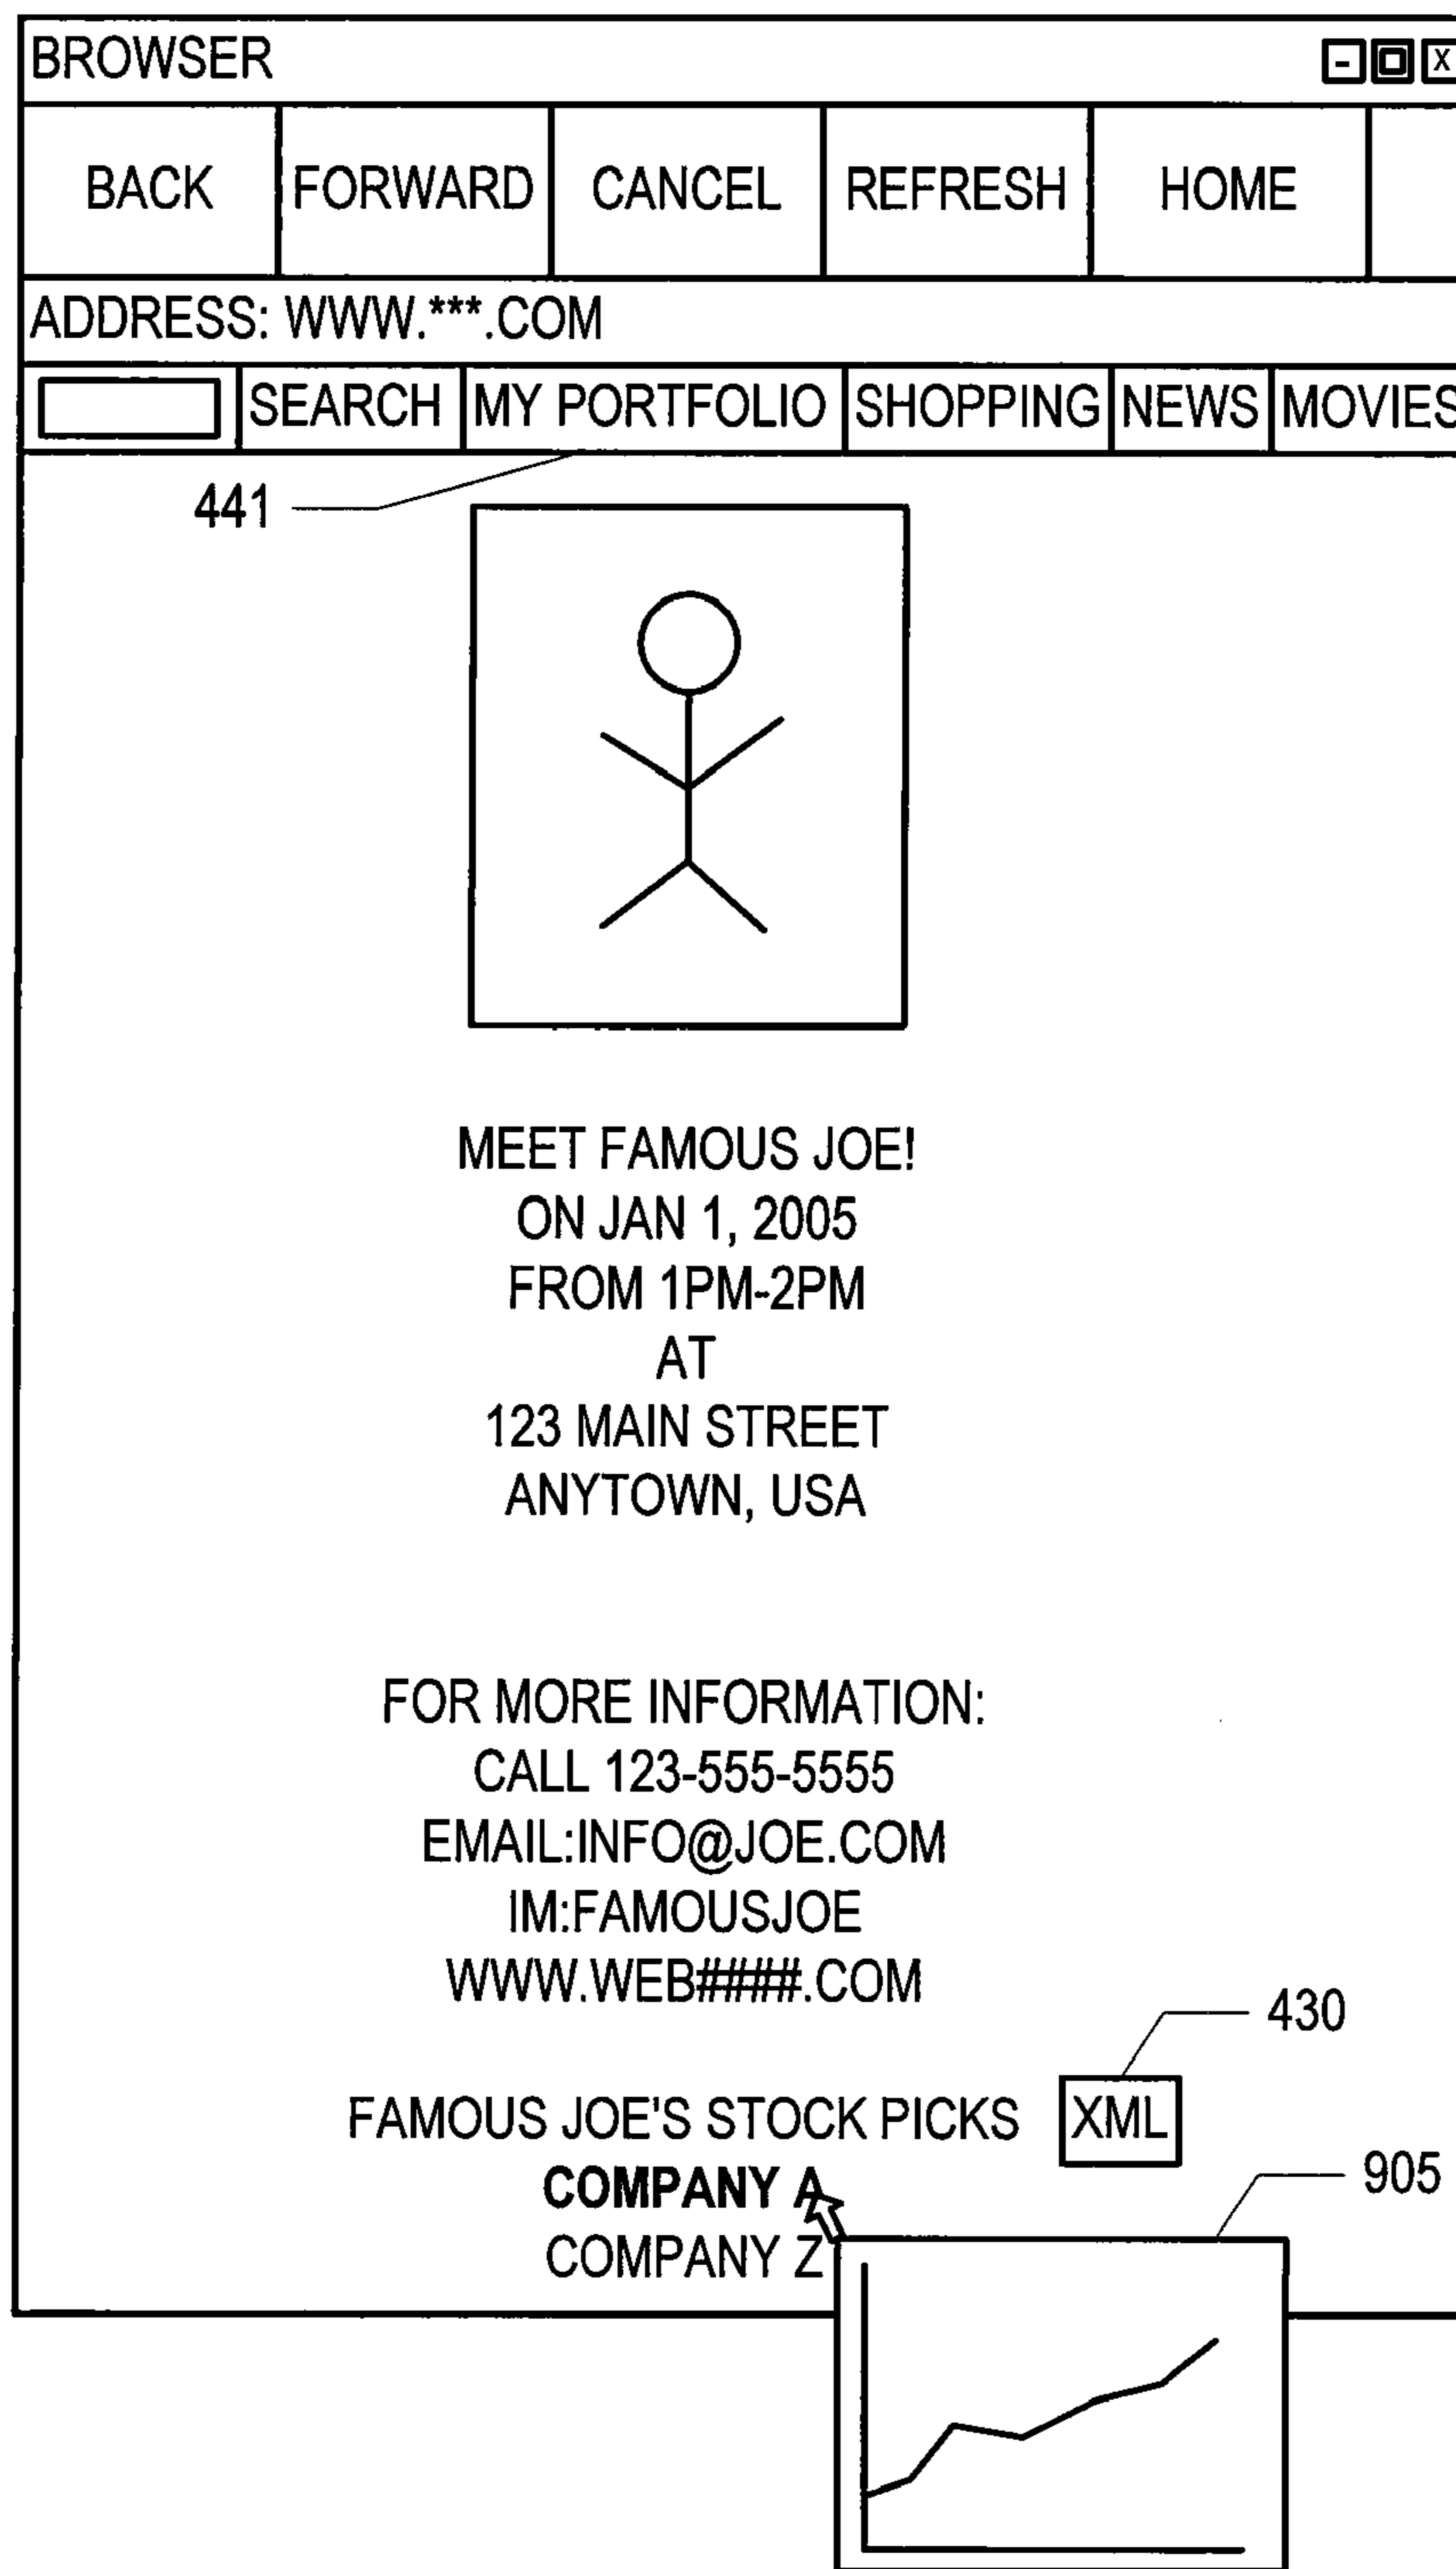 BROWSER - X
BACK FORWARD CANCEL REFRESH HOME
ADDRESS: WWW.***.COM
SEARCH MY PORTFOLIO SHOPPING NEWS MOVIES
441
MEET FAMOUS JOE!
ON JAN 1, 2005
FROM 1PM-2PM
AT
123 MAIN STREET
ANYTOWN, USA
FOR MORE INFORMATION:
CALL 123-555-5555
EMAIL:INFO@JOE.COM
IM:FAMOUSJOE
WWW.WEB####.COM
430
FAMOUS JOE'S STOCK PICKS XML
905
COMPANY A
COMPANY Z